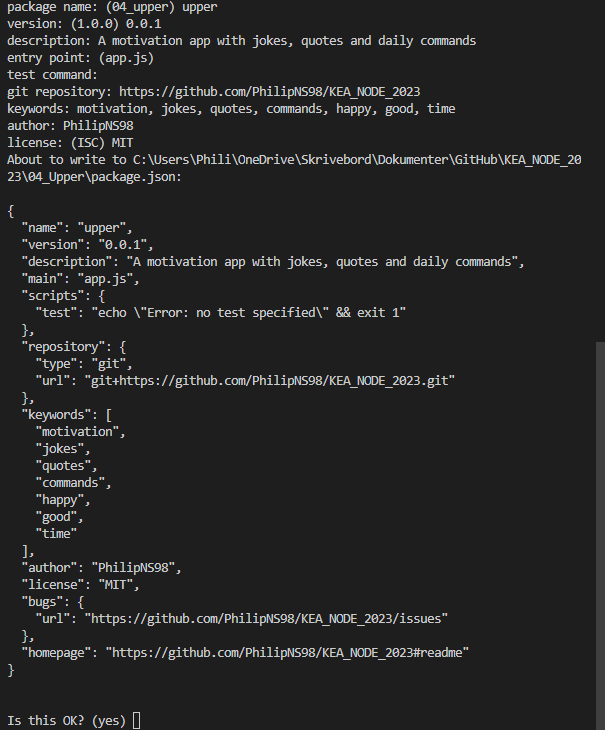 package name: (04_upper) upper
version: (1.0.0) 0.0.1
description: A motivation app with jokes, quotes and daily commands
entry point: (app.js)
test command:
git repository: https://github.com/PhilipNS98/KEA_NODE_2023
keywords: motivation, jokes, quotes, commands, happy, good, time
author: PhilipNS98
license: (ISC) MIT
About to write to C:\Users\Phili\OneDrive\Skrivebord\Dokumenter\GitHub\KEA_NODE_20
23\04_Upper\package.json:

{
  "name": "upper",
  "version": "0.0.1",
  "description": "A motivation app with jokes, quotes and daily commands",
  "main": "app.js",
  "scripts": {
    "test": "echo \"Error: no test specified\" && exit 1"
  },
  "repository": {
    "type": "git",
    "url": "git+https://github.com/PhilipNS98/KEA_NODE_2023.git"
  },
  "keywords": [
    "motivation",
    "jokes",
    "quotes",
    "commands",
    "happy",
    "good",
    "time"
  ],
  "author": "PhilipNS98",
  "license": "MIT",
  "bugs": {
    "url": "https://github.com/PhilipNS98/KEA_NODE_2023/issues"
  },
  "homepage": "https://github.com/PhilipNS98/KEA_NODE_2023#readme"
}

Is this OK? (yes)